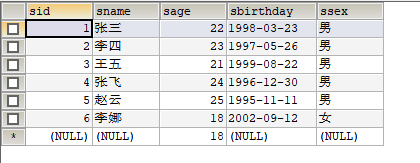 sid sname sage sbirthday ssex
1 张三 22 1998-03-23 男
2 李四 23 1997-05-26 男
3 王五 21 1999-08-22 男
4 张飞 24 1996-12-30 男
5 赵云 25 1995-11-11 男
6 李娜 18 2002-09-12 女
* (NULL) (NULL) 18 (NULL) (NULL)